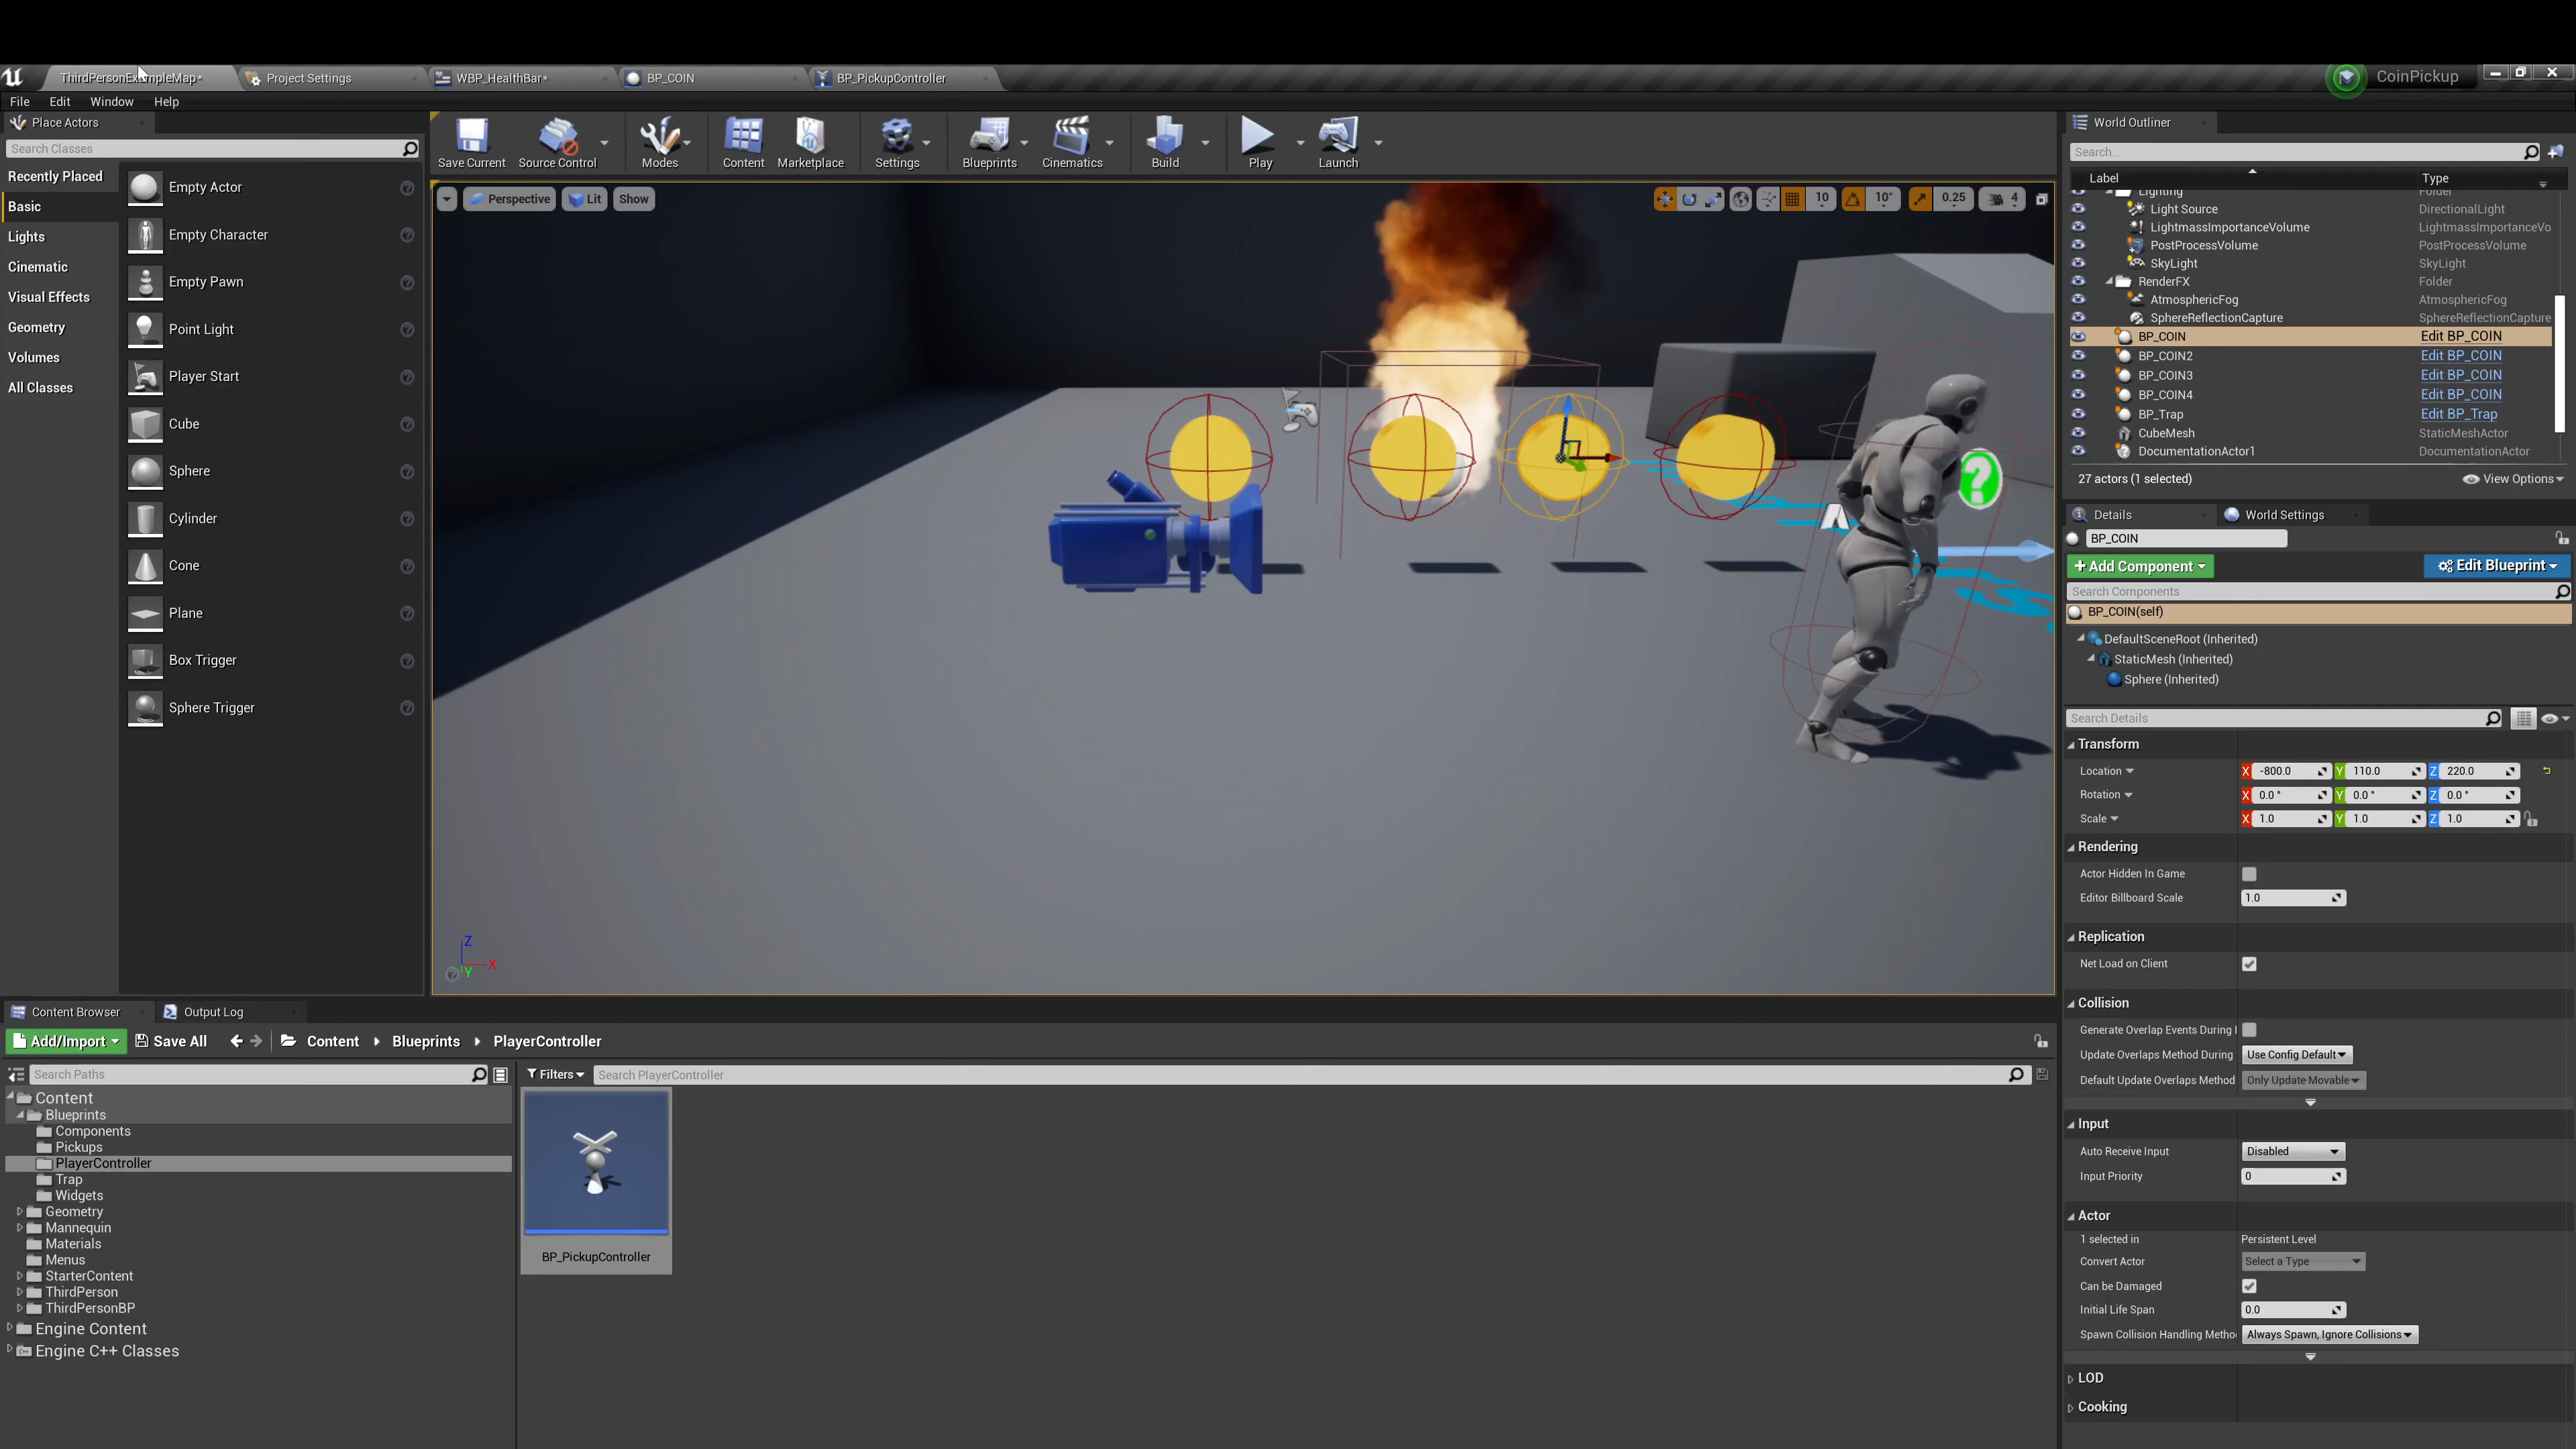 ThirdPersonExampleMap*
Project Settings
WBP_HealthBar*
BP_COIN
BP_PickupController
CoinPickup
File
Edit
Window
Help
Place Actors
Search Classes
Recently Placed
Basic
Lights
Cinematic
Visual Effects
Geometry
Volumes
All Classes
Empty Actor
Empty Character
Empty Pawn
Point Light
Player Start
Cube
Sphere
Cylinder
Cone
Plane
Box Trigger
Sphere Trigger
Save Current
Source Control
Modes
Content
Marketplace
Settings
Blueprints
Cinematics
Build
Play
Launch
Perspective
Lit
Show
10
10°
0.25
4
Z
X
Y
World Outliner
Search...
Label
Type
Lighting
Folder
Light Source
DirectionalLight
LightmassImportanceVolume
LightmassImportanceVo
PostProcessVolume
PostProcessVolume
SkyLight
SkyLight
RenderFX
Folder
AtmosphericFog
AtmosphericFog
SphereReflectionCapture
SphereReflectionCapture
BP_COIN
Edit BP_COIN
BP_COIN2
Edit BP_COIN
BP_COIN3
Edit BP_COIN
BP_COIN4
Edit BP_COIN
BP_Trap
Edit BP_Trap
CubeMesh
StaticMeshActor
DocumentationActor1
DocumentationActor
27 actors (1 selected)
View Options
Details
World Settings
BP_COIN
+ Add Component
Edit Blueprint
Search Components
BP_COIN(self)
DefaultSceneRoot (Inherited)
StaticMesh (Inherited)
Sphere (Inherited)
Search Details
Transform
Location
X -800.0
Y 110.0
Z 220.0
Rotation
X 0.0 °
Y 0.0 °
Z 0.0 °
Scale
X 1.0
Y 1.0
Z 1.0
Rendering
Actor Hidden In Game
Editor Billboard Scale
1.0
Replication
Net Load on Client
Collision
Generate Overlap Events During
Update Overlaps Method During
Use Config Default
Default Update Overlaps Method
Only Update Movable
Input
Auto Receive Input
Disabled
Input Priority
0
Actor
1 selected in
Persistent Level
Convert Actor
Select a Type
Can be Damaged
Initial Life Span
0.0
Spawn Collision Handling Metho
Always Spawn, Ignore Collisions
LOD
Cooking
Content Browser
Output Log
Add/Import
Save All
Content
Blueprints
PlayerController
Search Paths
Filters
Search PlayerController
Content
Blueprints
Components
Pickups
PlayerController
Trap
Widgets
Geometry
Mannequin
Materials
Menus
StarterContent
ThirdPerson
ThirdPersonBP
Engine Content
Engine C++ Classes
BP_PickupController